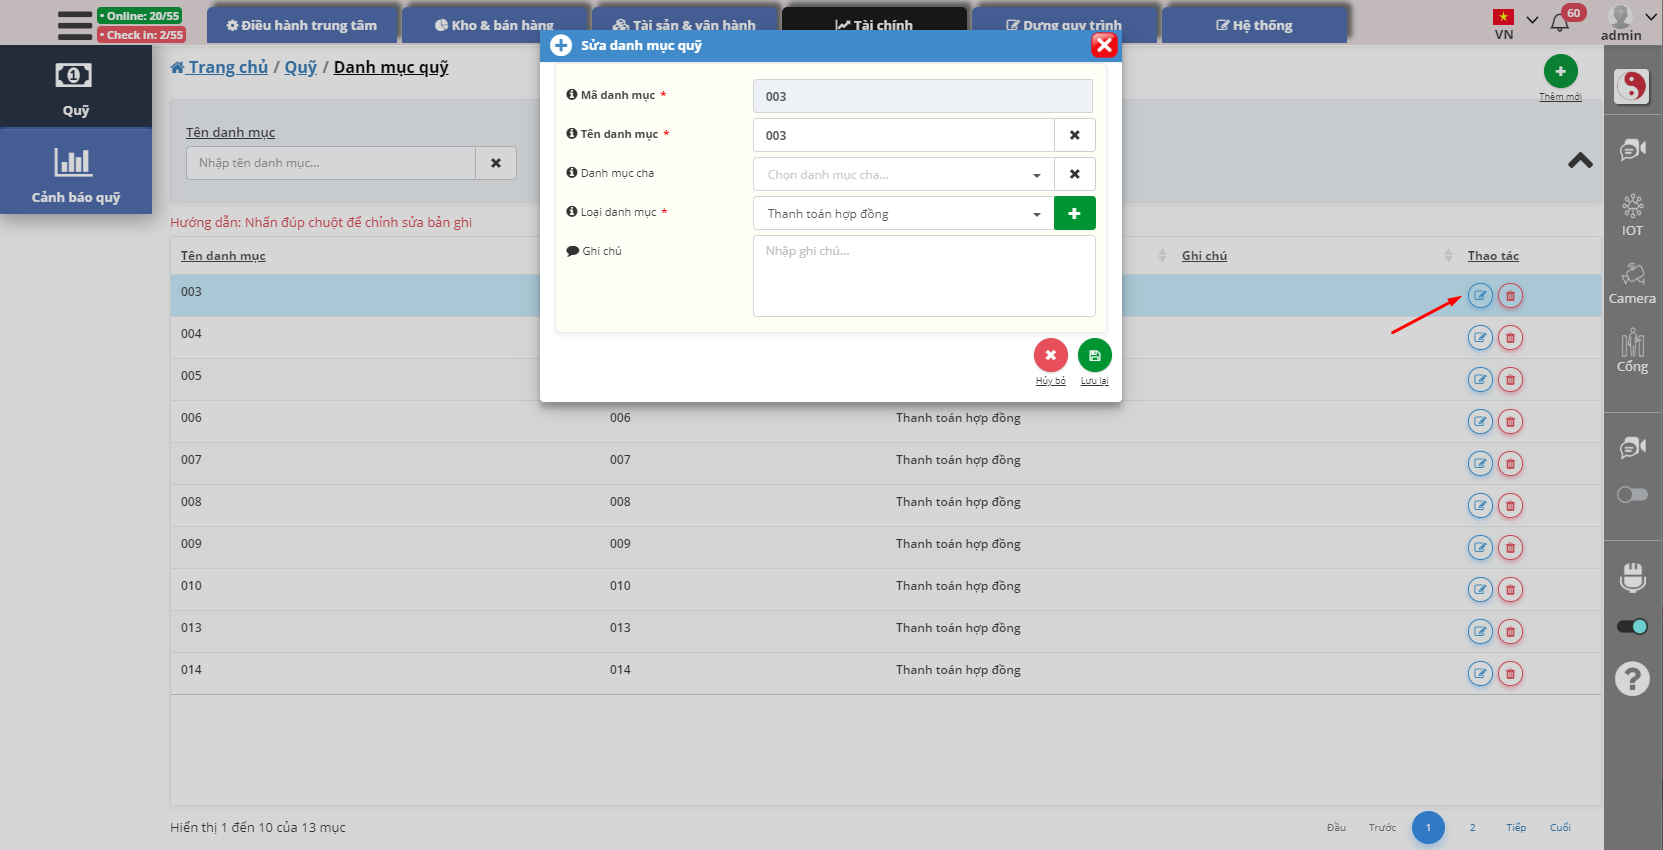 Online: 20/55
Check in: 2/55
Điều hành trung tâm
Kho & bán hàng
Tài sản & vận hành
Tài chính
Dựng quy trình
Hệ thống
VN
60
admin
Quỹ
Cảnh báo quỹ
Trang chủ / Quỹ / Danh mục quỹ
Thêm mới
Tên danh mục
Nhập tên danh mục...
Hướng dẫn: Nhấn đúp chuột để chỉnh sửa bản ghi
Sửa danh mục quỹ
Mã danh mục *
003
Tên danh mục *
003
Danh mục cha
Chọn danh mục cha...
Loại danh mục *
Thanh toán hợp đồng
Ghi chú
Nhập ghi chú...
Hủy bỏ
Lưu lại
Tên danh mục
Ghi chú
Thao tác
003
004
005
006 006 Thanh toán hợp đồng
007 007 Thanh toán hợp đồng
008 008 Thanh toán hợp đồng
009 009 Thanh toán hợp đồng
010 010 Thanh toán hợp đồng
013 013 Thanh toán hợp đồng
014 014 Thanh toán hợp đồng
Hiển thị 1 đến 10 của 13 mục
Đầu Trước 1 2 Tiếp Cuối
IOT
Camera
Cổng